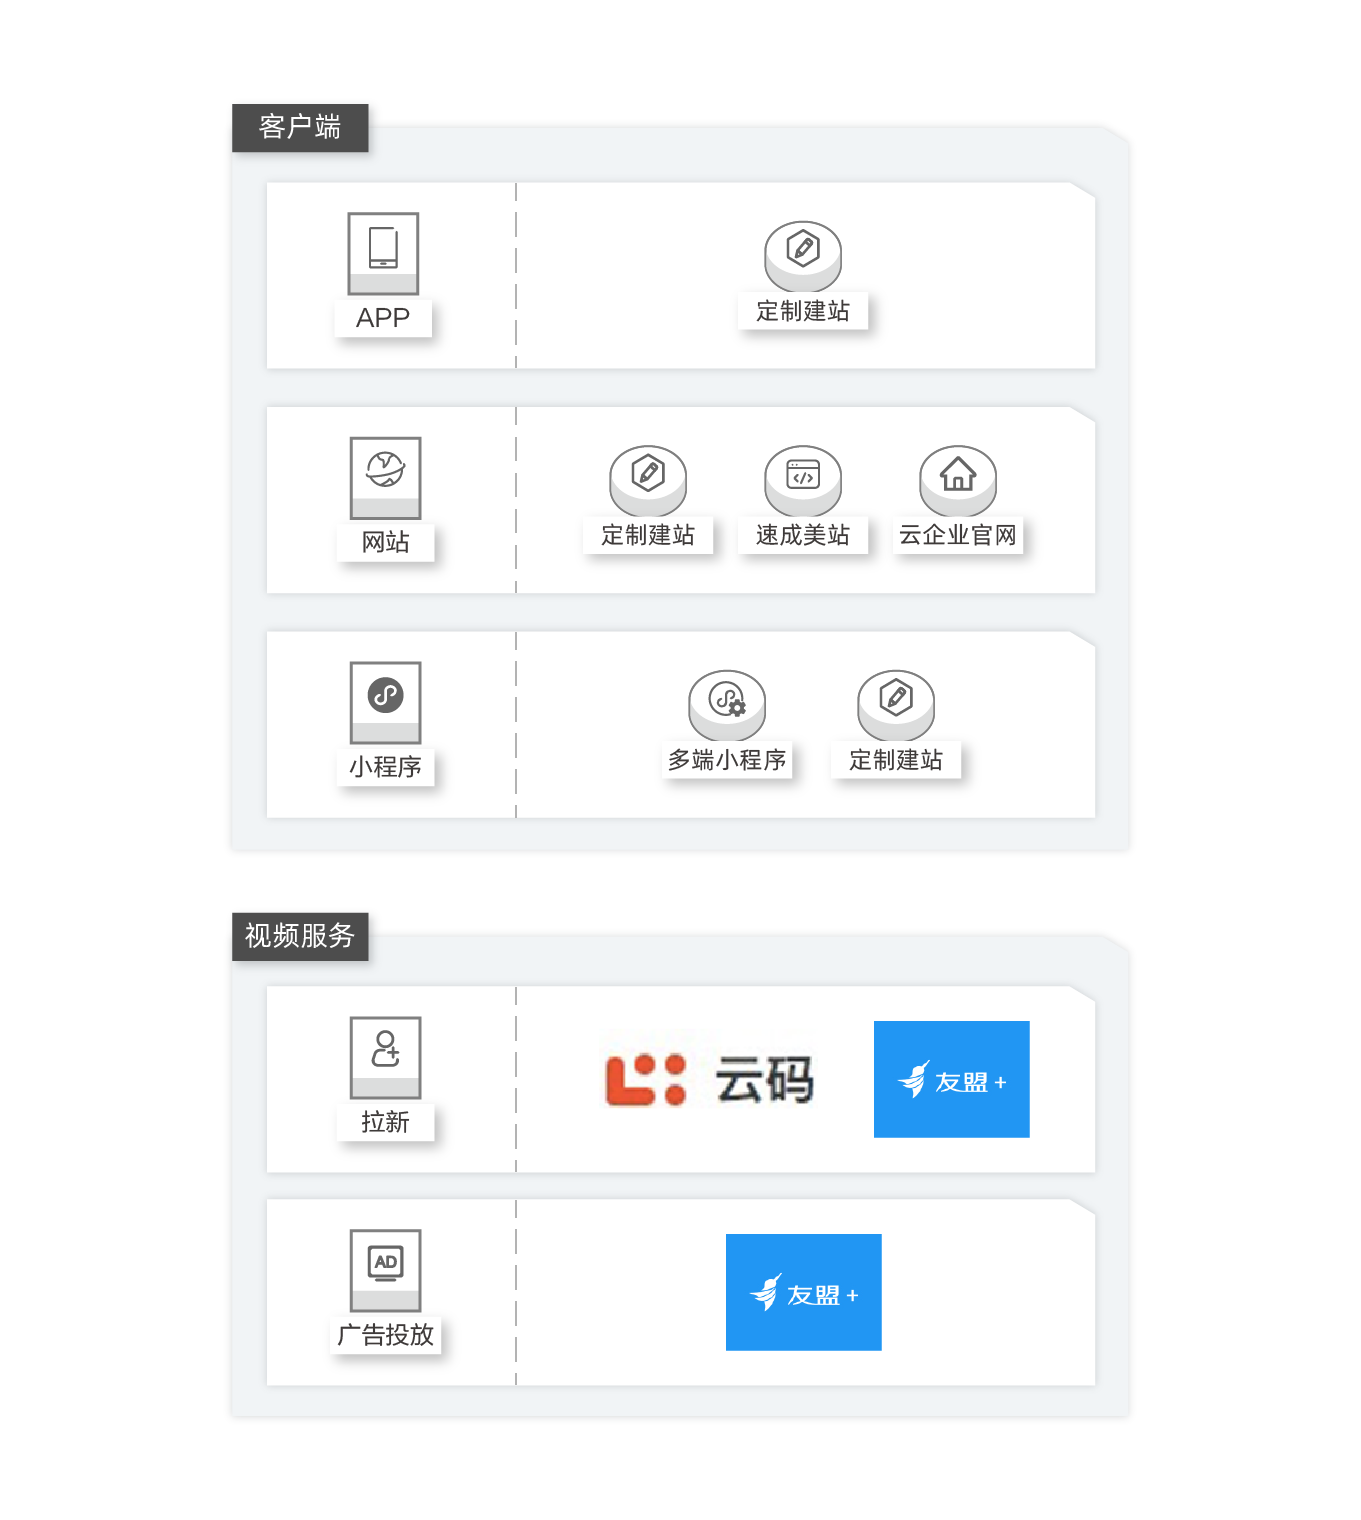 客户端
APP
定制建站
网站
定制建站
速成美站
云企业官网
小程序
多端小程序
定制建站
视频服务
拉新
云码
友盟+
AD
广告投放
友盟+